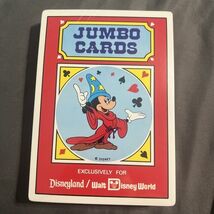 JUMBO
CARDS
© DISNEY
EXCLUSIVELY FOR
Disneyland / Walt Disney World